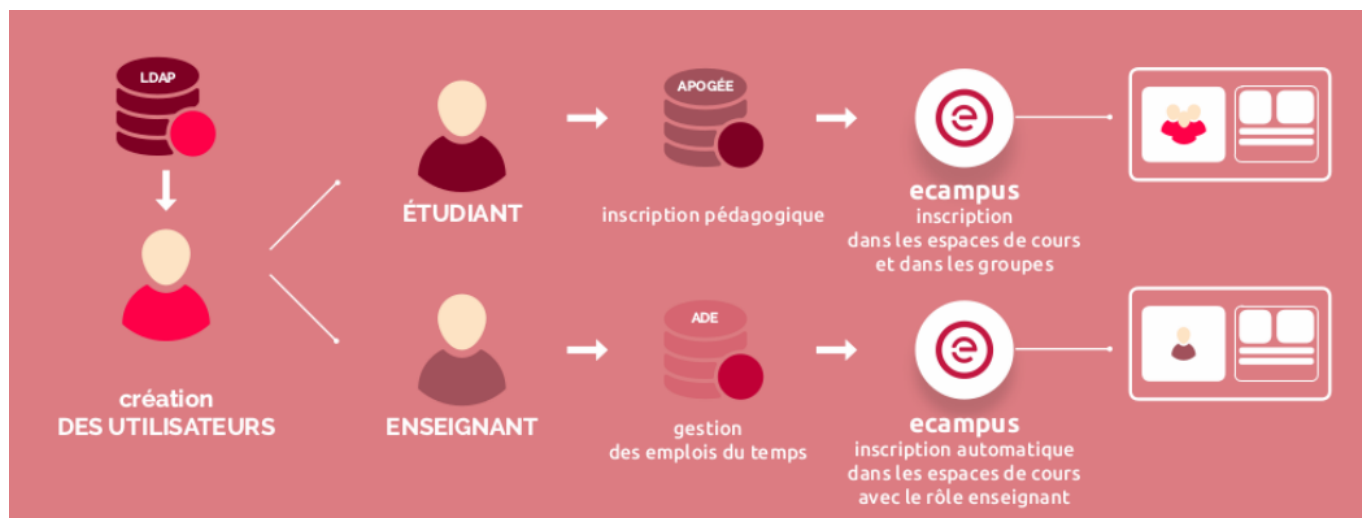 LDAP
création
DES UTILISATEURS
ÉTUDIANT
APOGÉE
inscription pédagogique
e
ecampus
inscription
dans les espaces de cours
et dans les groupes
ENSEIGNANT
ADE
gestion
des emplois du temps
e
ecampus
inscription automatique
dans les espaces de cours
avec le rôle enseignant